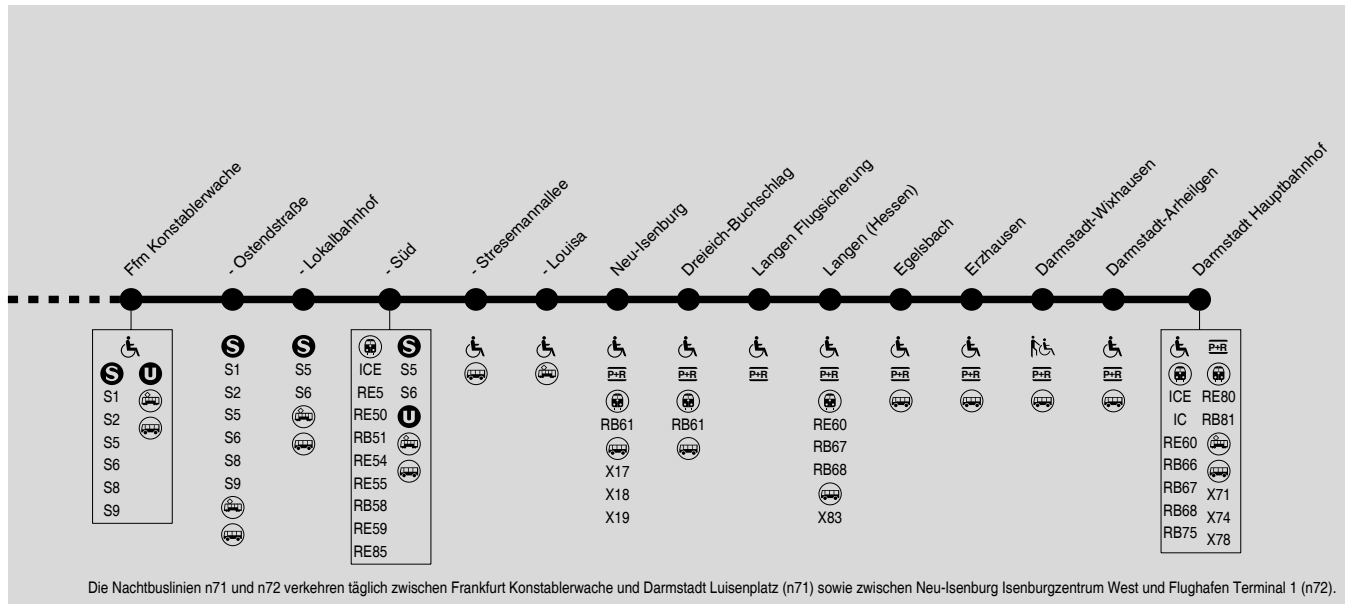 Ffm Konstablerwache
- Ostendstraße
- Lokalbahnhof
- Süd
- Stresemannallee
- Louisa
Neu-Isenburg
Dreieich-Buchschlag
Langen Flugsicherung
Langen (Hessen)
Egelsbach
Erzhausen
Darmstadt-Wixhausen
Darmstadt-Arheilgen
Darmstadt Hauptbahnhof
S U
S1
S2
S5
S6
S8
S9
S
S1
S2
S5
S6
S8
S9
S
S5
S6
ICE
RE5
RE50
RB51
RE54
RE55
RB58
RE59
RE85
S
S5
S6
U
P+R
RB61
X17
X18
X19
P+R
RB61
P+R
P+R
RE60
RB67
RB68
X83
P+R
P+R
P+R
P+R
ICE
IC
RE60
RB66
RB67
RB68
RB75
P+R
RE80
RB81
X71
X74
X78
Die Nachtbuslinien n71 und n72 verkehren täglich zwischen Frankfurt Konstablerwache und Darmstadt Luisenplatz (n71) sowie zwischen Neu-Isenburg Isenburgzentrum West und Flughafen Terminal 1 (n72).